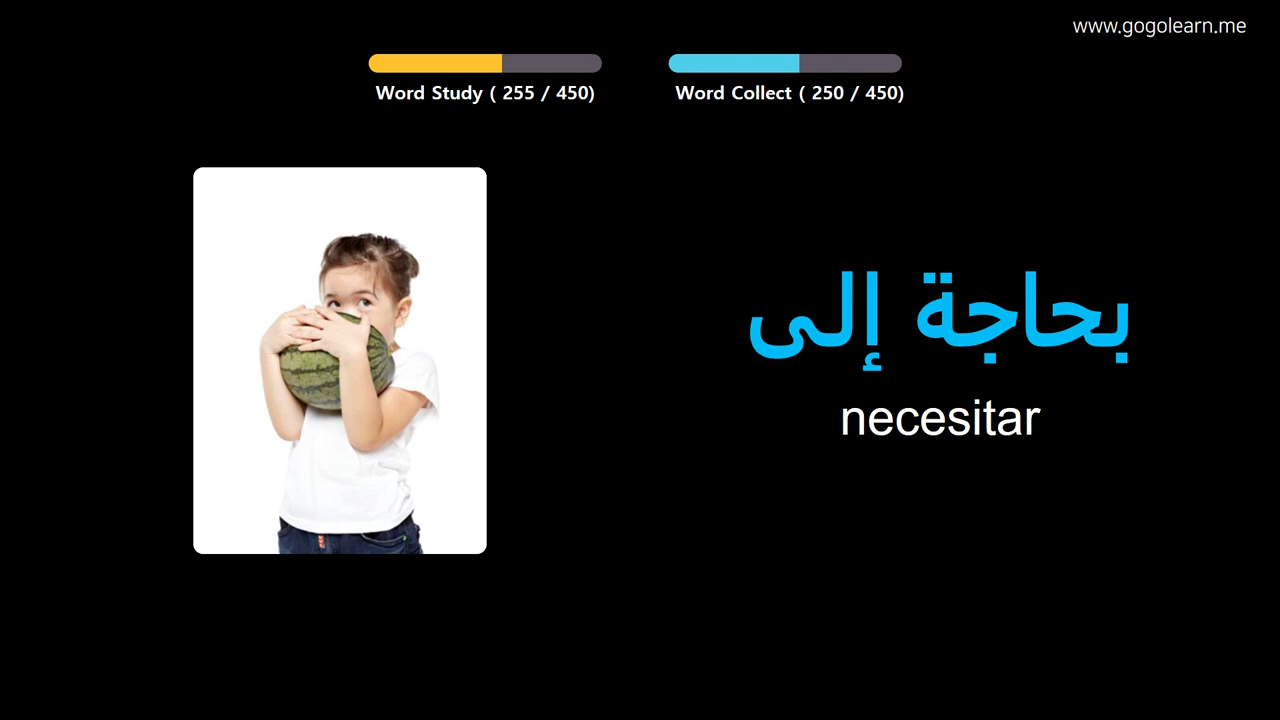 www.gogolearn.me
Word Study ( 255 / 450)
Word Collect ( 250 / 450)
بحاجة إلى
necesitar